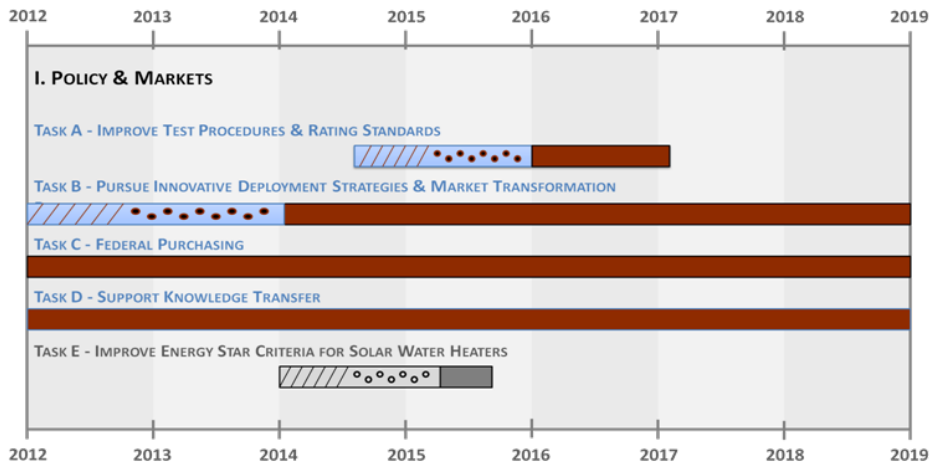 2012 2013 2014 2015 2016 2017 2018 2019
I. Policy & Markets
Task A - Improve Test Procedures & Rating Standards
Task B - Pursue Innovative Deployment Strategies & Market Transformation
Task C - Federal Purchasing
Task D - Support Knowledge Transfer
Task E - Improve Energy Star Criteria for Solar Water Heaters
2012 2013 2014 2015 2016 2017 2018 2019